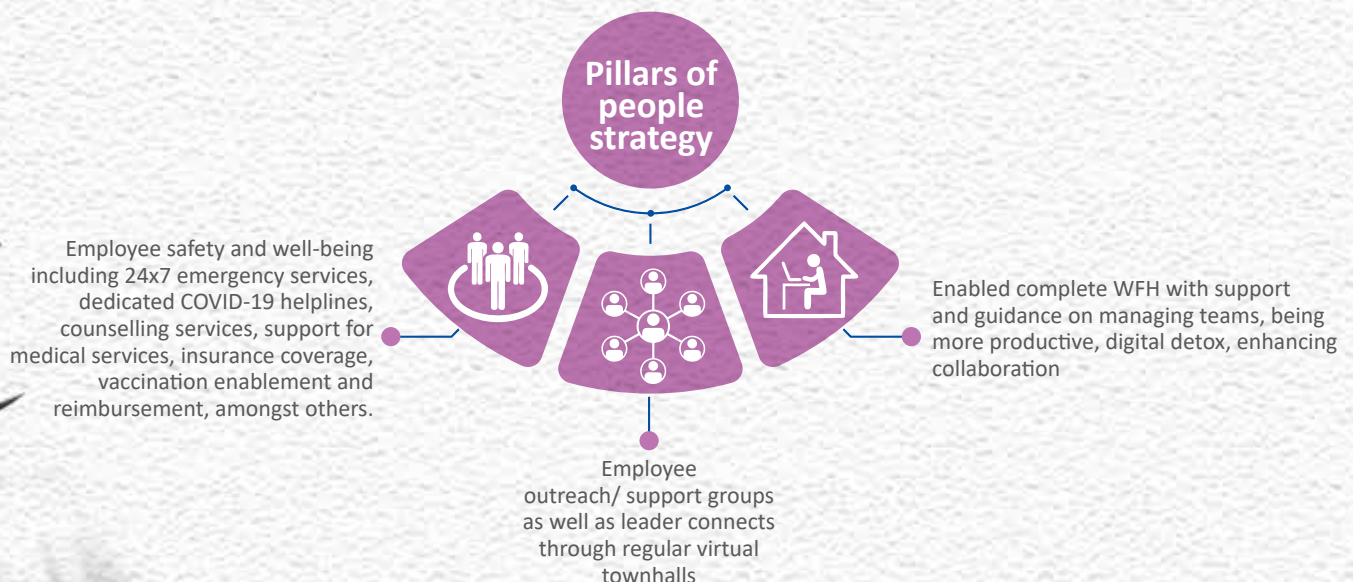 Pillars of
people
strategy
Employee safety and well-being
including 24x7 emergency services,
dedicated COVID-19 helplines,
counselling services, support for
medical services, insurance coverage,
vaccination enablement and
reimbursement, amongst others.
Employee
outreach/ support groups
as well as leader connects
through regular virtual
townhalls
Enabled complete WFH with support
and guidance on managing teams, being
more productive, digital detox, enhancing
collaboration